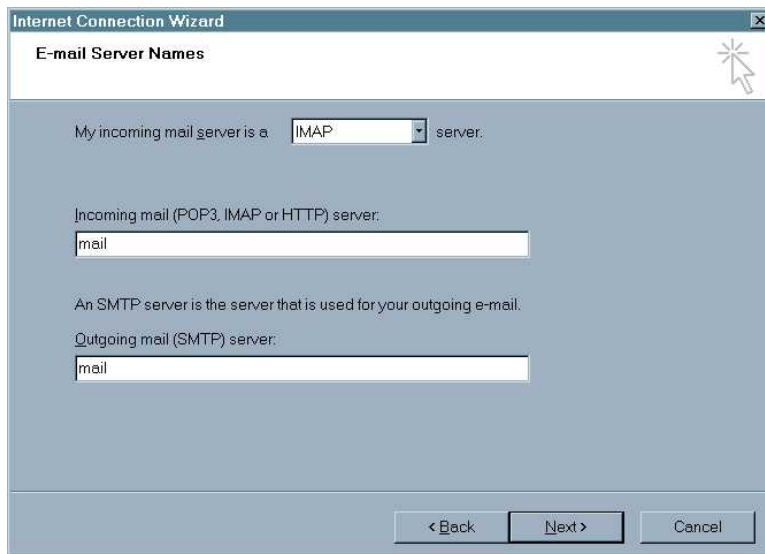 Internet Connection Wizard
E-mail Server Names
My incoming mail server is a IMAP server.
Incoming mail (POP3, IMAP or HTTP) server:
mail
An SMTP server is the server that is used for your outgoing e-mail.
Outgoing mail (SMTP) server:
mail
< Back Next > Cancel